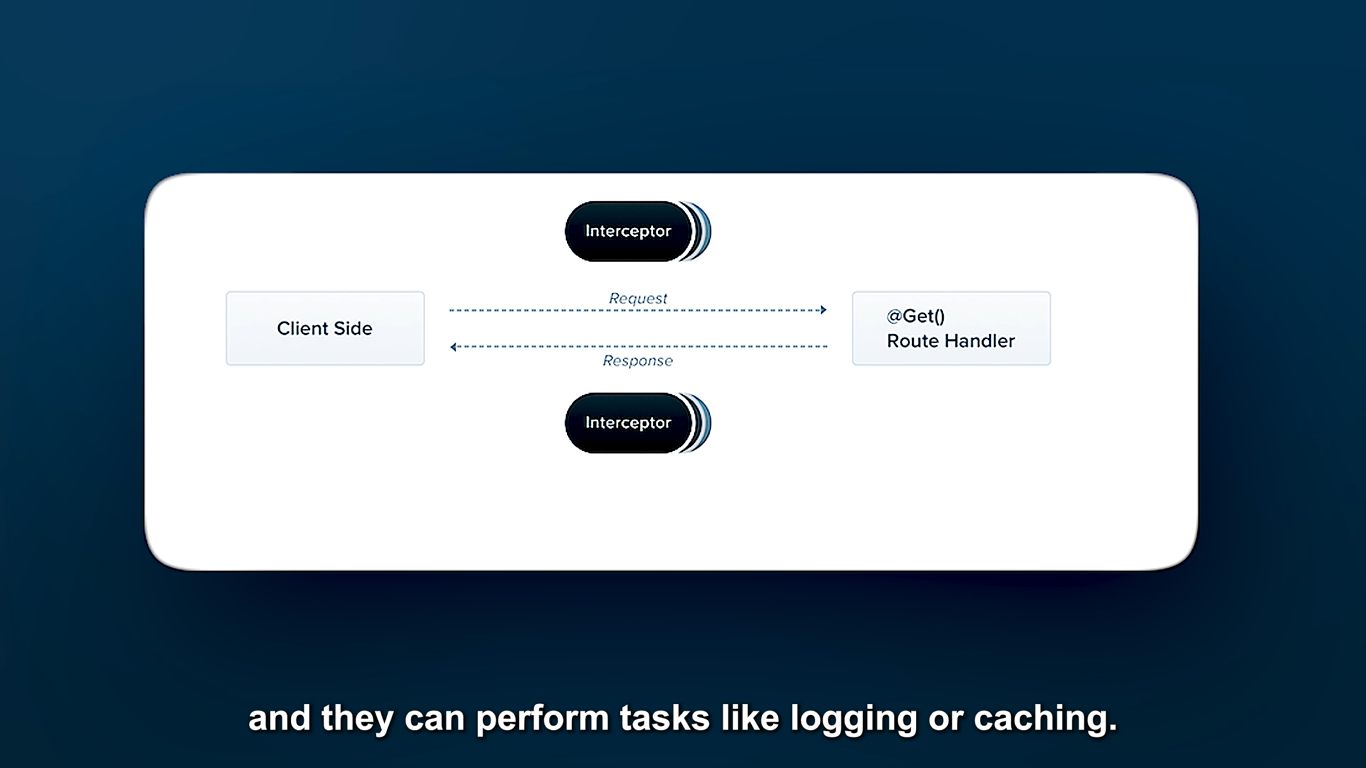 Interceptor
Client Side
Request
Response
@Get()
Route Handler
Interceptor
and they can perform tasks like logging or caching.